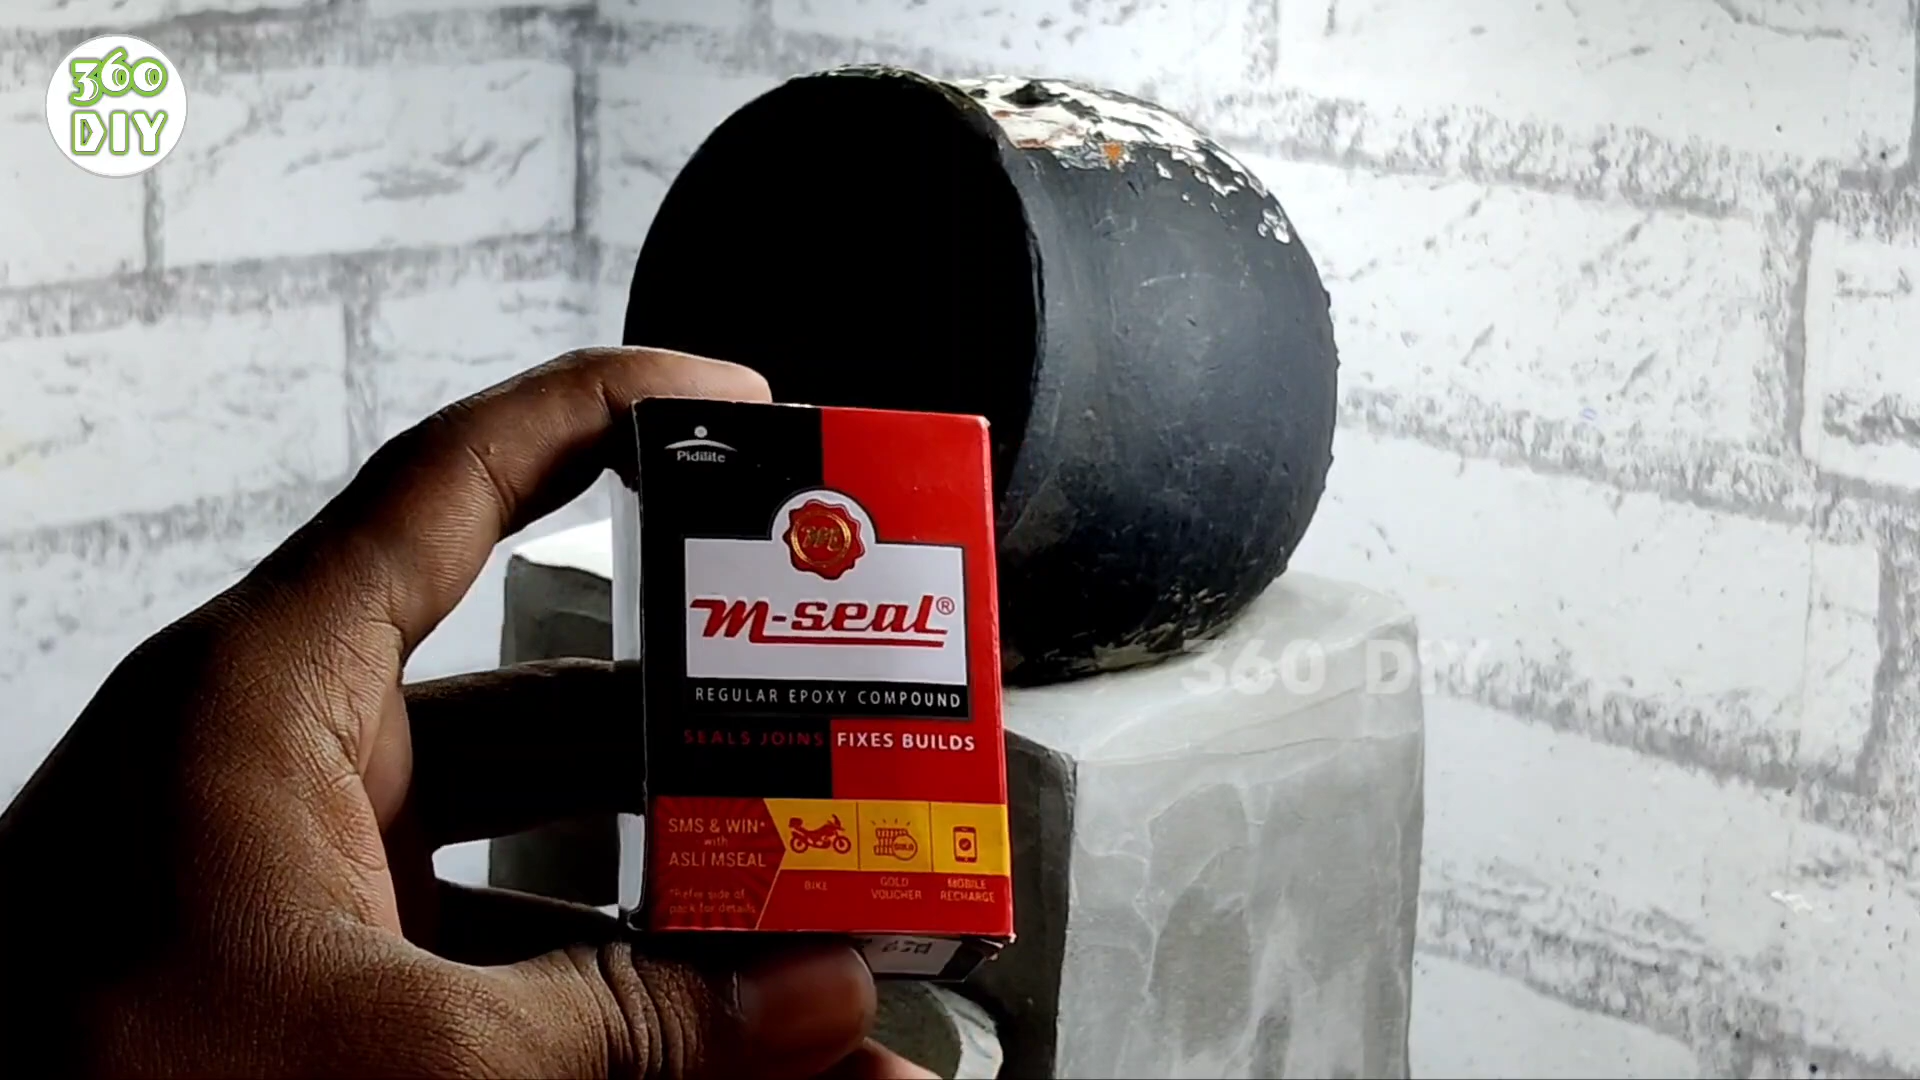 360
DIY
Pidilite
m-seal®
REGULAR EPOXY COMPOUND
SEALS JOINS FIXES BUILDS
360 DIY
SMS & WIN*
with
ASLI MSEAL
*Refer side of
pack for details
BIKE
GOLD
GOLD
VOUCHER
MOBILE
RECHARGE